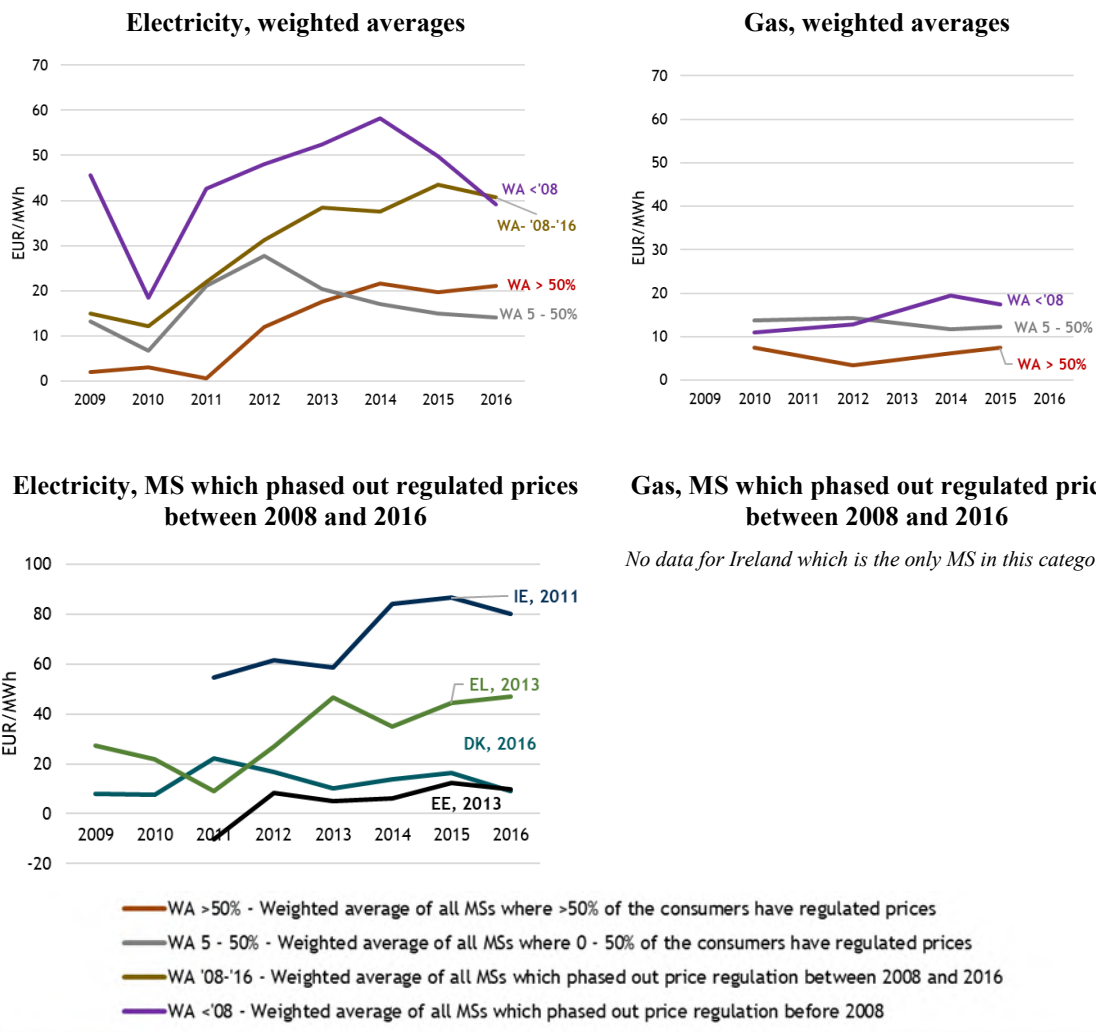 Electricity, weighted averages
70
60
50
40
30
20
10
0
EUR/MWh
2009 2010 2011 2012 2013 2014 2015 2016
WA <'08
WA- '08-'16
WA > 50%
WA 5 - 50%
Gas, weighted averages
70
60
50
40
30
20
10
0
EUR/MWh
2009 2010 2011 2012 2013 2014 2015 2016
WA <'08
WA 5 - 50%
WA > 50%
Electricity, MS which phased out regulated prices
between 2008 and 2016
100
80
60
40
20
0
-20
EUR/MWh
2009 2010 2011 2012 2013 2014 2015 2016
IE, 2011
EL, 2013
DK, 2016
EE, 2013
Gas, MS which phased out regulated pric
between 2008 and 2016
No data for Ireland which is the only MS in this catego
WA >50% - Weighted average of all MSs where >50% of the consumers have regulated prices
WA 5 - 50% - Weighted average of all MSs where 0 - 50% of the consumers have regulated prices
WA '08-'16 - Weighted average of all MSs which phased out price regulation between 2008 and 2016
WA <'08 - Weighted average of all MSs which phased out price regulation before 2008